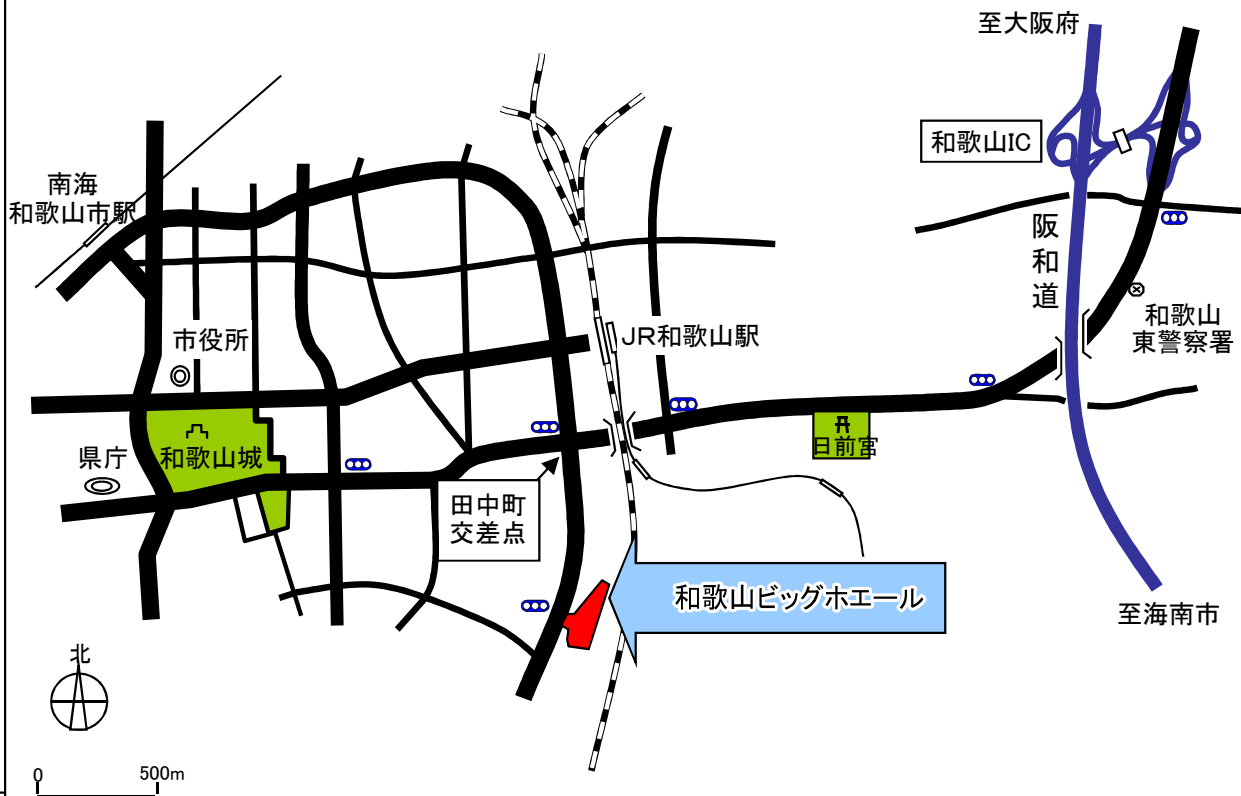 至大阪府
和歌山IC
南海
和歌山市駅
阪和道
市役所
JR和歌山駅
和歌山
東警察署
県庁
和歌山城
日前宮
田中町
交差点
和歌山ビッグホエール
至海南市
北
0
500m